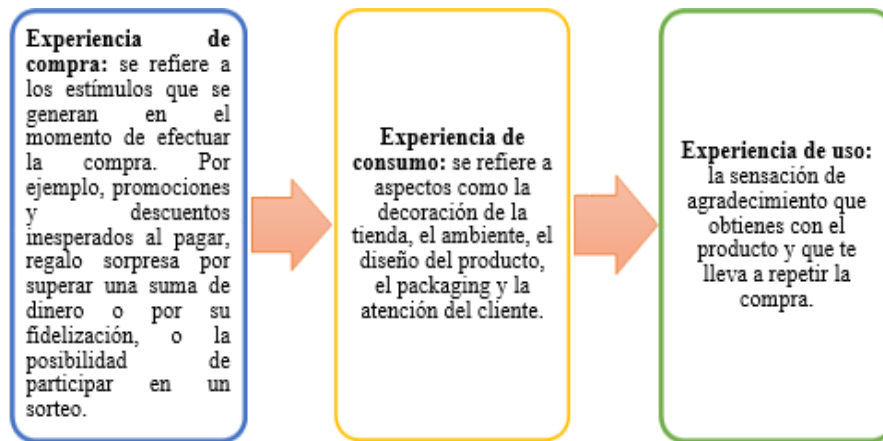 Experiencia de
compra: se refiere a
los estímulos que se
generan en el
momento de efectuar
la compra. Por
ejemplo, promociones
y descuentos
inesperados al pagar,
regalo sorpresa por
superar una suma de
dinero o por su
fidelización, o la
posibilidad de
participar en un
sorteo.
Experiencia de
consumo: se refiere a
aspectos como la
decoración de la
tienda, el ambiente, el
diseño del producto,
el packaging y la
atención del cliente.
Experiencia de uso:
la sensación de
agradecimiento que
obtienes con el
producto y que te
lleva a repetir la
compra.